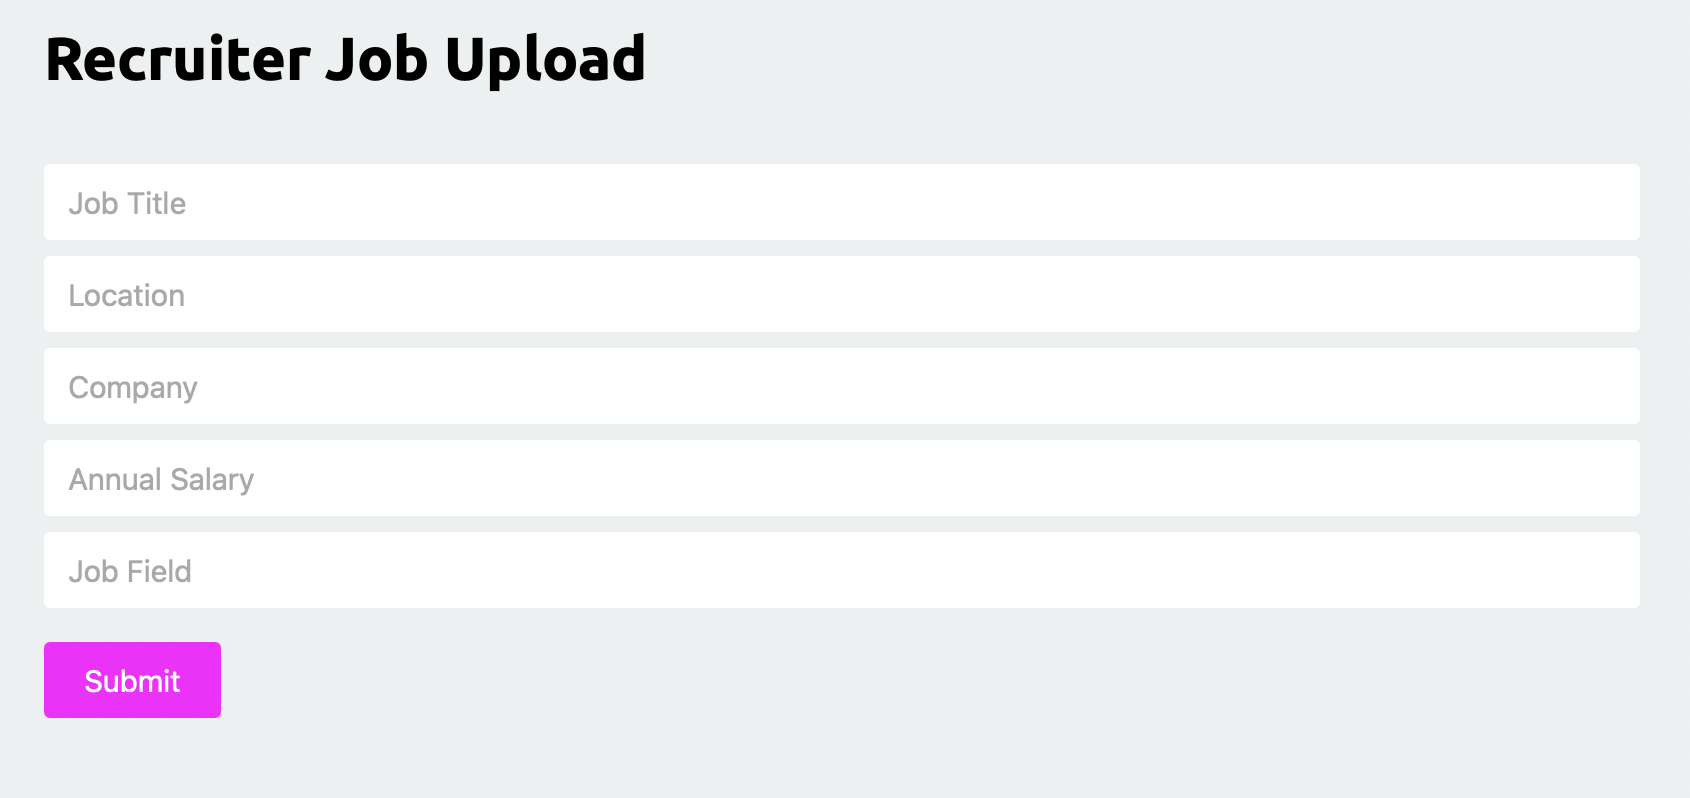 Recruiter Job Upload
Job Title
Location
Company
Annual Salary
Job Field
Submit